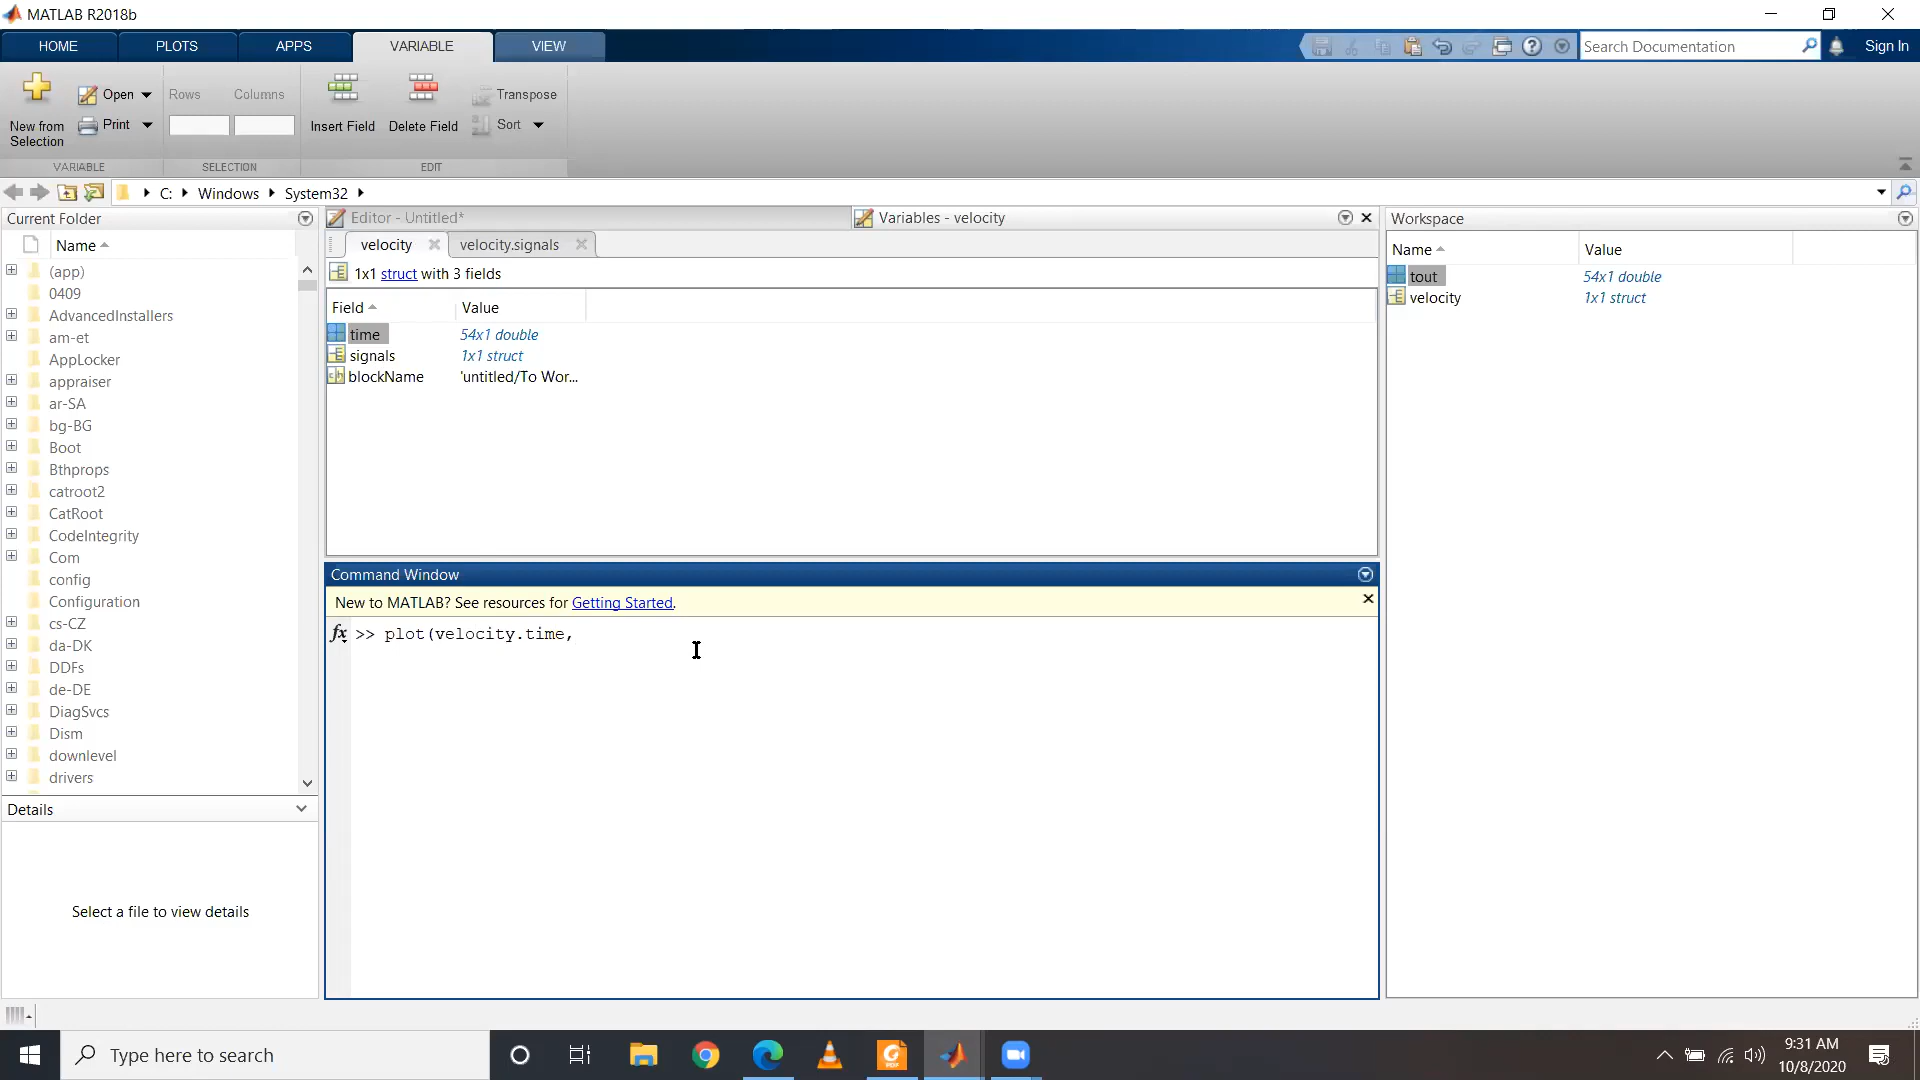 MATLAB R2018b
HOME
PLOTS
APPS
VARIABLE
VIEW
Search Documentation
Sign In
New from
Selection
Open
Print
Rows
Columns
Insert Field
Delete Field
Transpose
Sort
VARIABLE
SELECTION
EDIT
C:
Windows
System32
Current Folder
Name
(app)
0409
AdvancedInstallers
am-et
AppLocker
appraiser
ar-SA
bg-BG
Boot
Bthprops
catroot2
CatRoot
CodeIntegrity
Com
config
Configuration
cs-CZ
da-DK
DDFs
de-DE
DiagSvcs
Dism
downlevel
drivers
Details
Select a file to view details
Editor - Untitled*
Variables - velocity
velocity
velocity.signals
1x1 struct with 3 fields
Field Value
time 54x1 double
signals 1x1 struct
blockName 'untitled/To Wor...
Command Window
New to MATLAB? See resources for Getting Started.
fx >> plot(velocity.time,
Workspace
Name Value
tout 54x1 double
velocity 1x1 struct
Type here to search
9:31 AM
10/8/2020